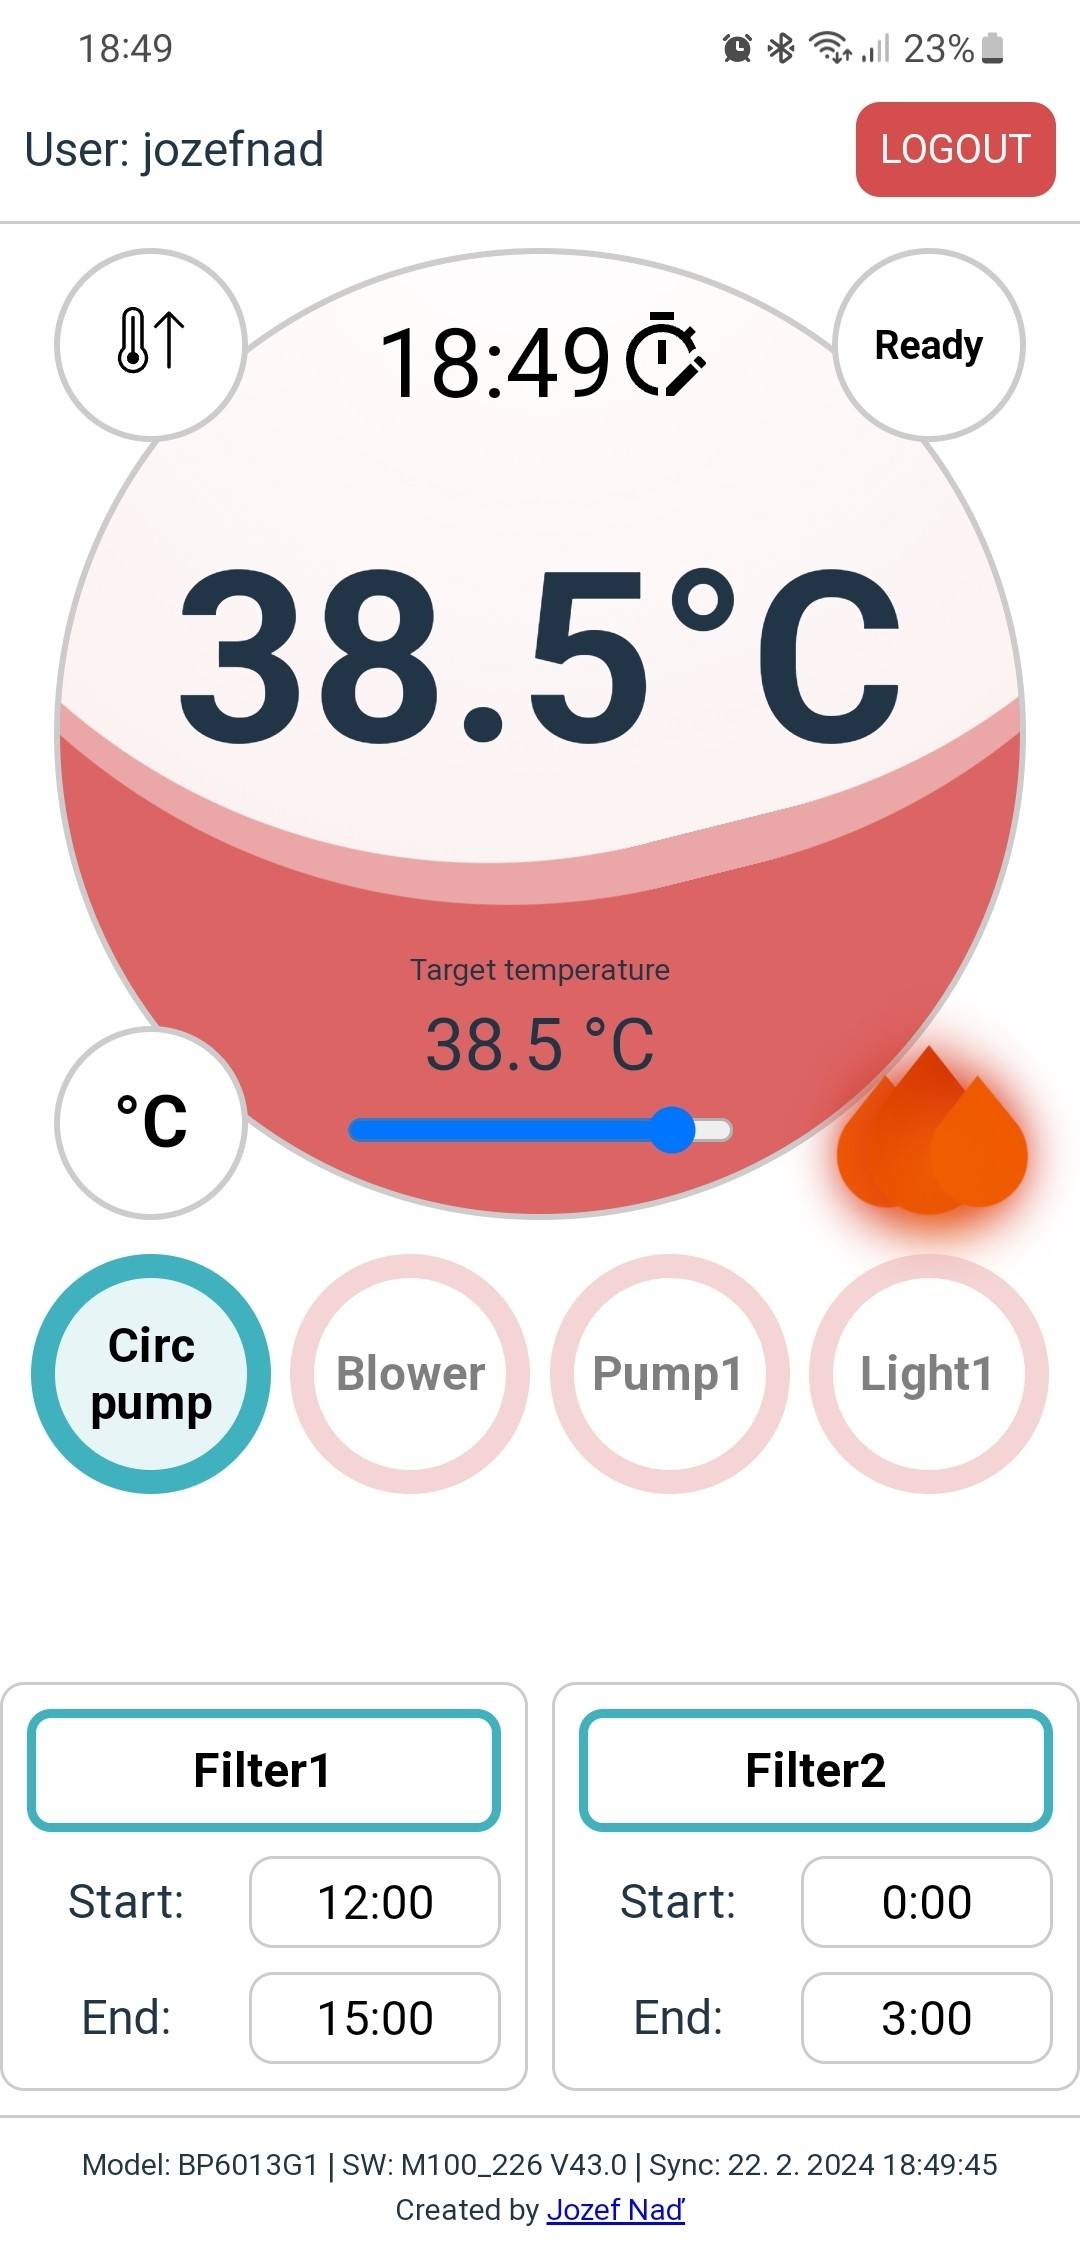 18:49
23%
User: jozefnad
LOGOUT
18:49
Ready
38.5°C
Target temperature
38.5 °C
°C
Circ
pump
Blower
Pump1
Light1
Filter1
Start: 12:00
End: 15:00
Filter2
Start: 0:00
End: 3:00
Model: BP6013G1 | SW: M100_226 V43.0 | Sync: 22. 2. 2024 18:49:45
Created by Jozef Naď